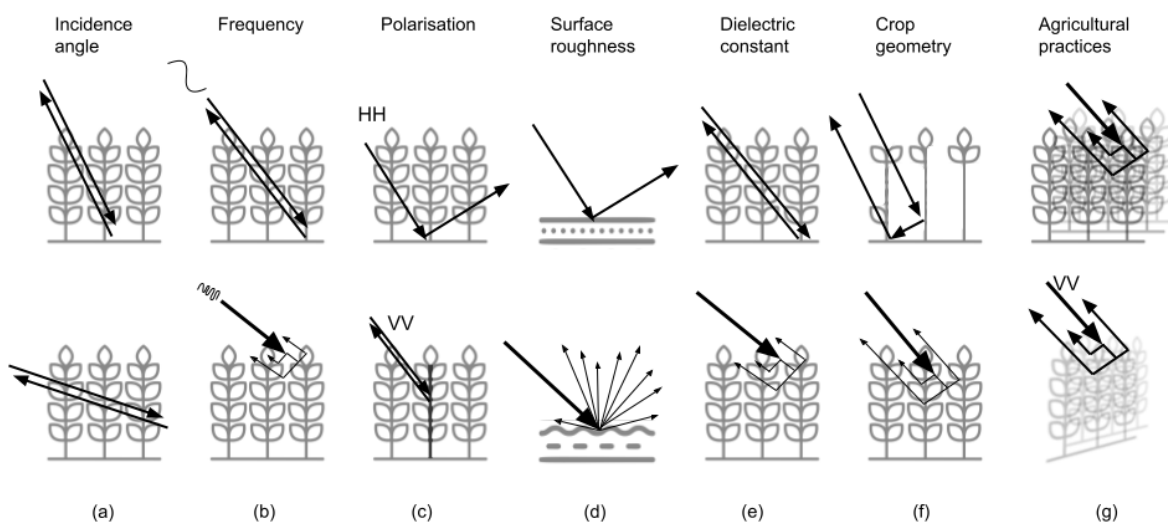 Incidence
angle
Frequency
Polarisation
Surface
roughness
Dielectric
constant
Crop
geometry
Agricultural
practices
HH
VV
VV
(a)
(b)
(c)
(d)
(e)
(f)
(g)